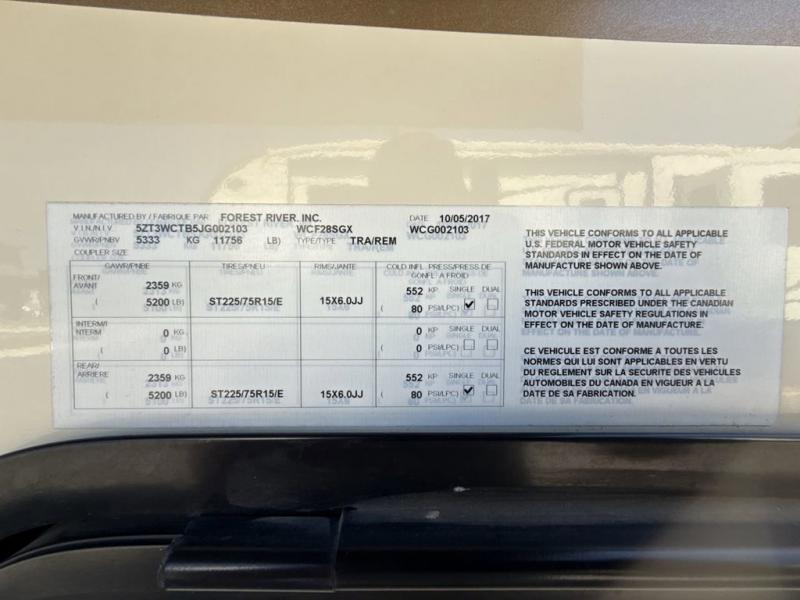 MANUFACTURED BY / FABRIQUE PAR FOREST RIVER, INC. DATE 10/05/2017
V.I.N./N.I.V 5ZT3WCTB5JG002103 WCF28SGX WCG002103
GVWR/PNBV 5333 KG 11756 LB) TYPE/TYPE TRA/REM
COUPLER SIZE
GAWR/PNBE TIRES/PNEU RIMS/JANTE COLD INFL. PRESS/PRESS DE GONFL. A FROID
FRONT/ AVANT 2359 KG 552 KP SINGLE DUAL
( 5200 LB) ST225/75R15/E 15X6.0JJ ( 80 PSI/LPC) ✓
INTERM/I NTERM 0 KG 0 KP SINGLE DUAL
( 0 LB) ( 0 PSI/LPC)
REAR/ ARRIERE 2359 KG 552 KP SINGLE DUAL
( 5200 LB) ST225/75R15/E 15X6.0JJ ( 80 PSI/LPC) ✓
THIS VEHICLE CONFORMS TO ALL APPLICABLE
U.S. FEDERAL MOTOR VEHICLE SAFETY
STANDARDS IN EFFECT ON THE DATE OF
MANUFACTURE SHOWN ABOVE.
THIS VEHICLE CONFORMS TO ALL APPLICABLE
STANDARDS PRESCRIBED UNDER THE CANADIAN
MOTOR VEHICLE SAFETY REGULATIONS IN
EFFECT ON THE DATE OF MANUFACTURE.
CE VEHICULE EST CONFORME A TOUTES LES
NORMES QUI LUI SONT APPLICABLES EN VERTU
DU REGLEMENT SUR LA SECURITE DES VEHICULES
AUTOMOBILES DU CANADA EN VIGUEUR A LA
DATE DE SA FABRICATION.